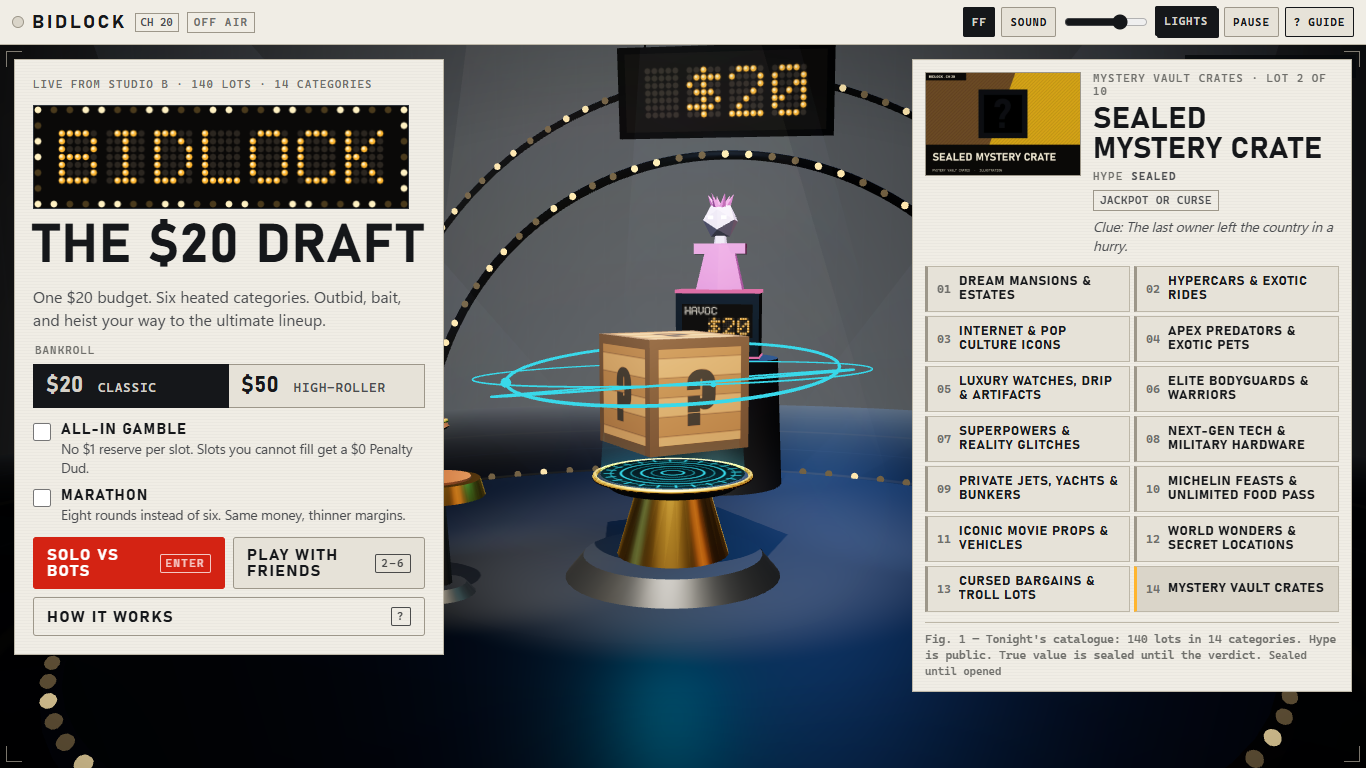 BIDLOCK CH 20 OFF AIR FF SOUND LIGHTS PAUSE ? GUIDE
LIVE FROM STUDIO B · 140 LOTS · 14 CATEGORIES
BIDLOCK
THE $20 DRAFT
One $20 budget. Six heated categories. Outbid, bait,
and heist your way to the ultimate lineup.
BANKROLL
$20 CLASSIC $50 HIGH-ROLLER
ALL-IN GAMBLE
No $1 reserve per slot. Slots you cannot fill get a $0 Penalty
Dud.
MARATHON
Eight rounds instead of six. Same money, thinner margins.
SOLO VS
BOTS ENTER
PLAY WITH
FRIENDS 2–6
HOW IT WORKS ?
$20
HAVOC
$20
?
?
SEALED MYSTERY CRATE
MYSTERY VAULT CRATES · LOT 2 OF
10
SEALED
MYSTERY CRATE
HYPE SEALED
JACKPOT OR CURSE
Clue: The last owner left the country in a
hurry.
01 DREAM MANSIONS &
ESTATES
02 HYPERCARS & EXOTIC
RIDES
03 INTERNET & POP
CULTURE ICONS
04 APEX PREDATORS &
EXOTIC PETS
05 LUXURY WATCHES, DRIP
& ARTIFACTS
06 ELITE BODYGUARDS &
WARRIORS
07 SUPERPOWERS &
REALITY GLITCHES
08 NEXT-GEN TECH &
MILITARY HARDWARE
09 PRIVATE JETS, YACHTS &
BUNKERS
10 MICHELIN FEASTS &
UNLIMITED FOOD PASS
11 ICONIC MOVIE PROPS &
VEHICLES
12 WORLD WONDERS &
SECRET LOCATIONS
13 CURSED BARGAINS &
TROLL LOTS
14 MYSTERY VAULT CRATES
Fig. 1 — Tonight's catalogue: 140 lots in 14 categories. Hype
is public. True value is sealed until the verdict. Sealed
until opened